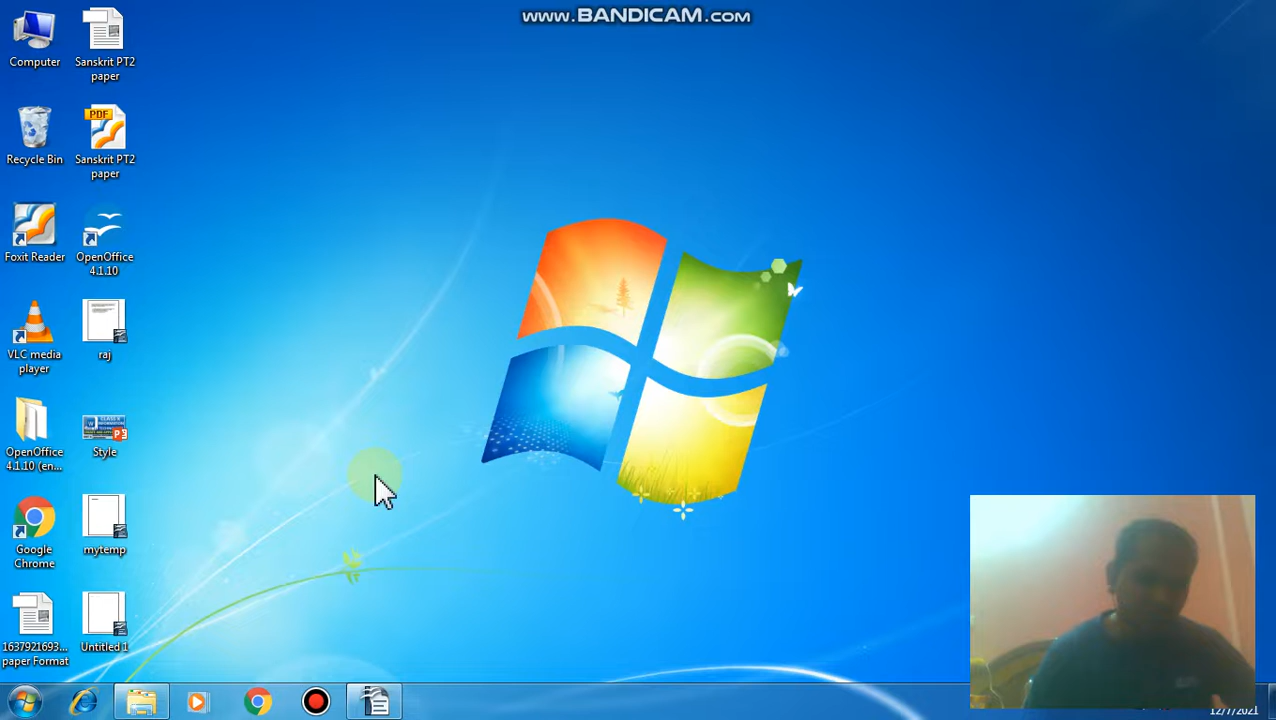 www.BANDICAM.com
Computer
Sanskrit PT2
paper
Recycle Bin
PDF
Sanskrit PT2
paper
Foxit Reader
OpenOffice
4.1.10
VLC media
player
raj
OpenOffice
4.1.10 (en...
Style
Google
Chrome
mytemp
1637921693...
paper Format
Untitled 1
12/7/2021